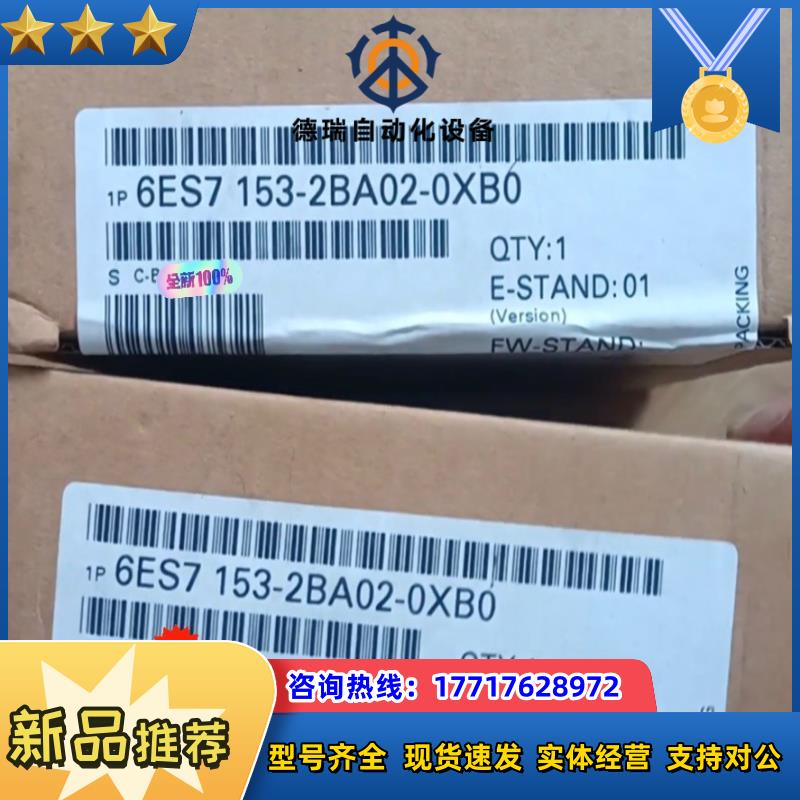 德瑞自动化设备
1P 6ES7 153-2BA02-0XB0
QTY:1
S C-B
全新100%
E-STAND: 01
(Version)
FW-STAND:
PACKING
1P 6ES7 153-2BA02-0XB0
咨询热线：17717628972
新品推荐
型号齐全 现货速发 实体经营 支持对公